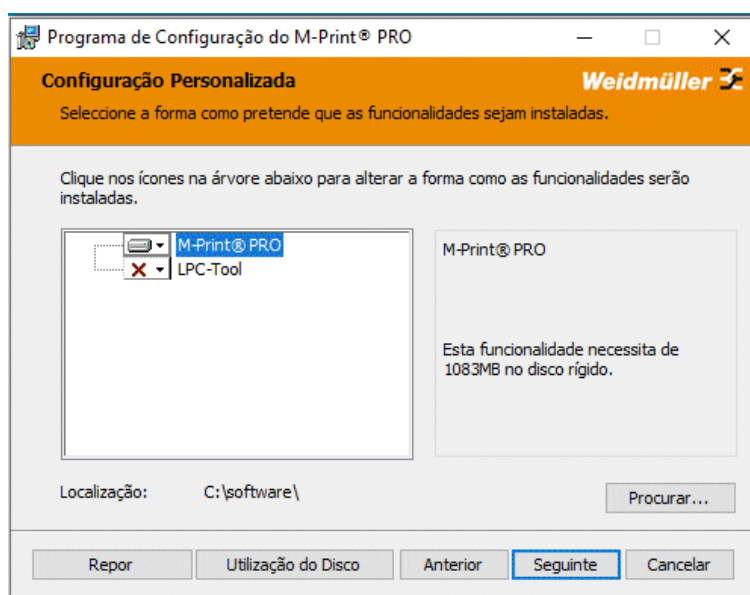 Programa de Configuração do M-Print® PRO
Configuração Personalizada
Weidmüller
Seleccione a forma como pretende que as funcionalidades sejam instaladas.
Clique nos ícones na árvore abaixo para alterar a forma como as funcionalidades serão
instaladas.
M-Print® PRO
LPC-Tool
M-Print® PRO
Esta funcionalidade necessita de
1083MB no disco rígido.
Localização: C:\software\
Procurar...
Repor Utilização do Disco Anterior Seguinte Cancelar